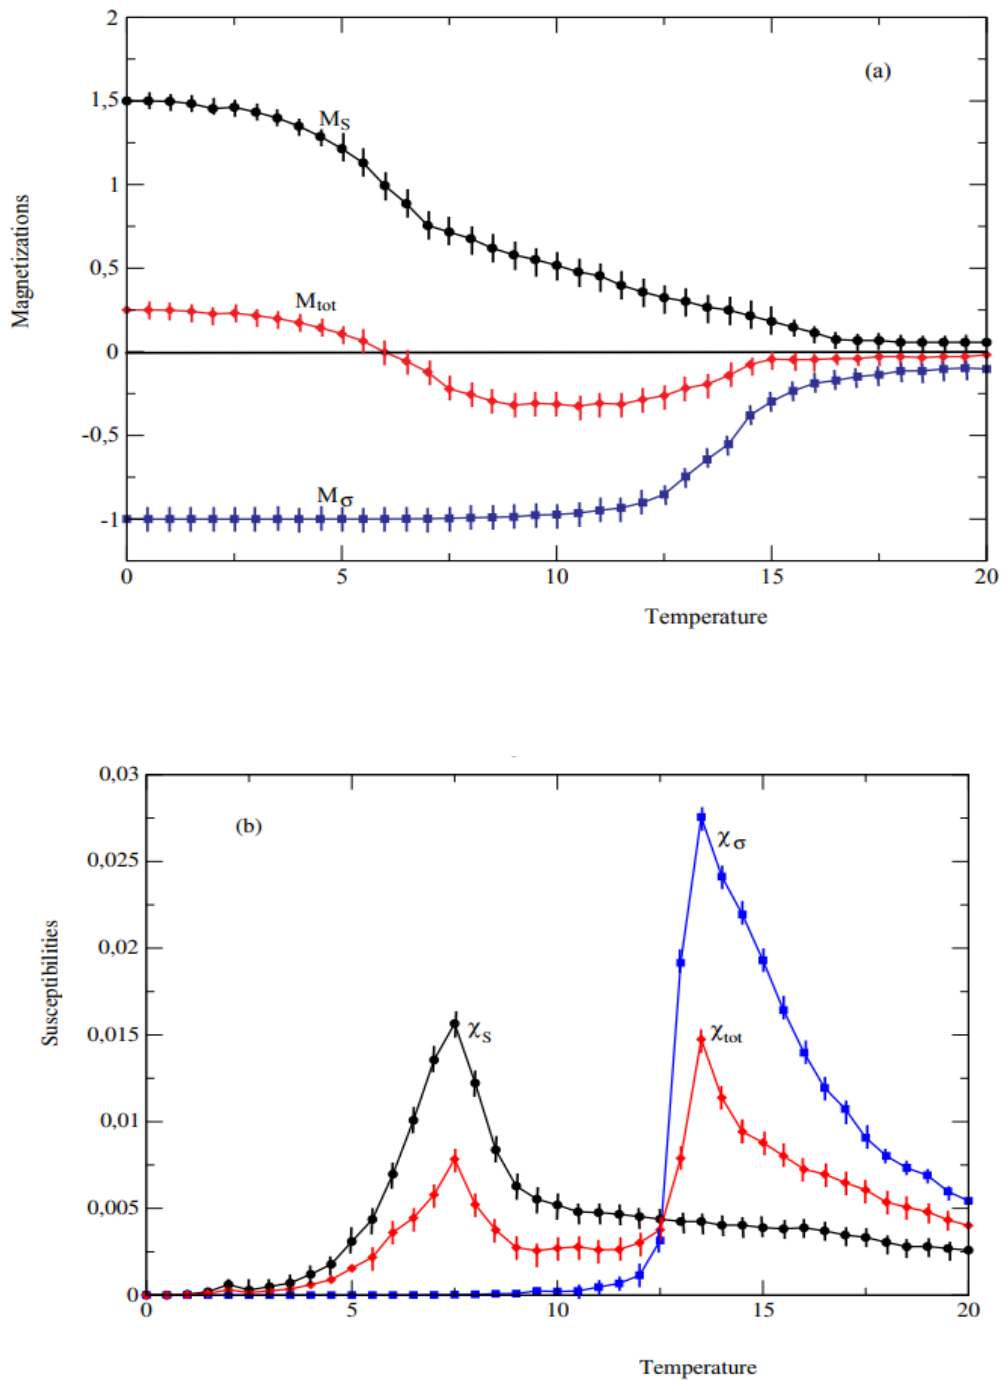 2
(a)
1,5
M_S
1
Magnetizations
0,5
M_tot
0
-0,5
M_σ
-1
0 5 10 15 20
Temperature
0,03
(b)
χ_σ
0,025
0,02
Susceptibilities
0,015
χ_S
χ_tot
0,01
0,005
0
0 5 10 15 20
Temperature